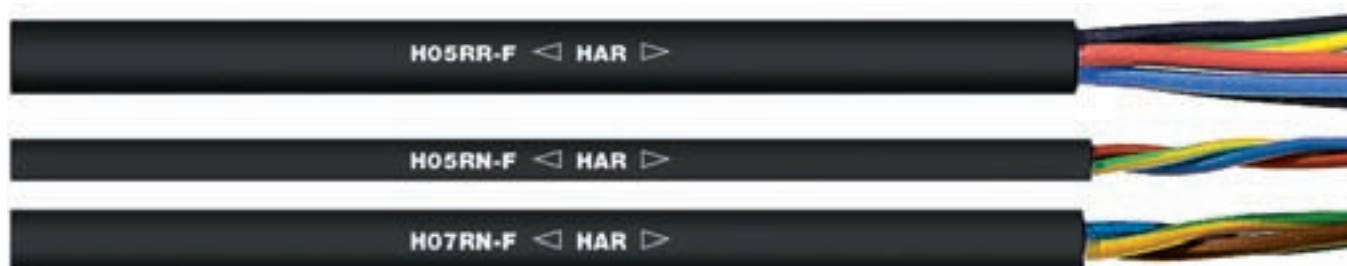 H05RR-F ◁ HAR ▷
H05RN-F ◁ HAR ▷
H07RN-F ◁ HAR ▷